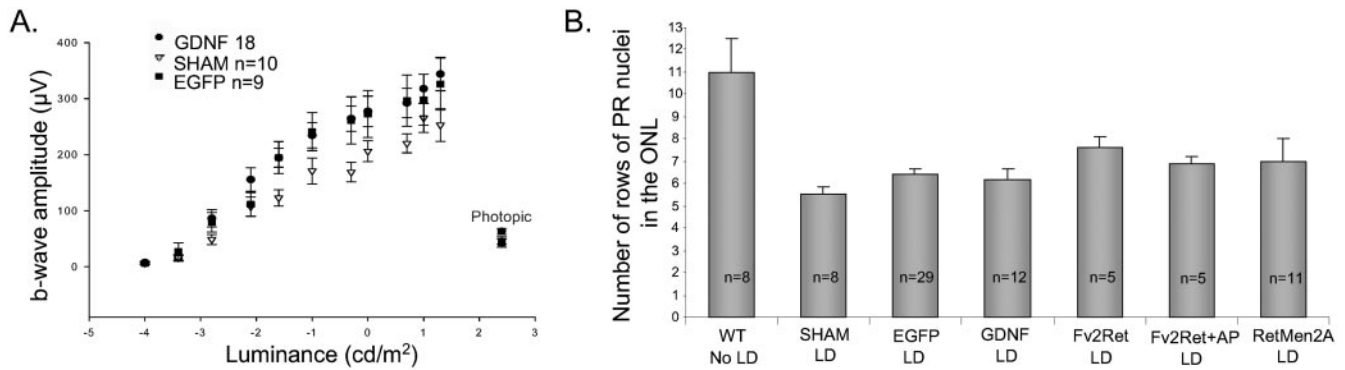 A.
GDNF 18
SHAM n=10
EGFP n=9
b-wave amplitude (µV)
400
300
200
100
0
Photopic
-5 -4 -3 -2 -1 0 1 2 3
Luminance (cd/m²)
B.
Number of rows of PR nuclei
in the ONL
13
12
11
10
9
8
7
6
5
4
3
2
1
0
n=8 n=8 n=29 n=12 n=5 n=5 n=11
WT SHAM EGFP GDNF Fv2Ret Fv2Ret+AP RetMen2A
No LD LD LD LD LD LD LD